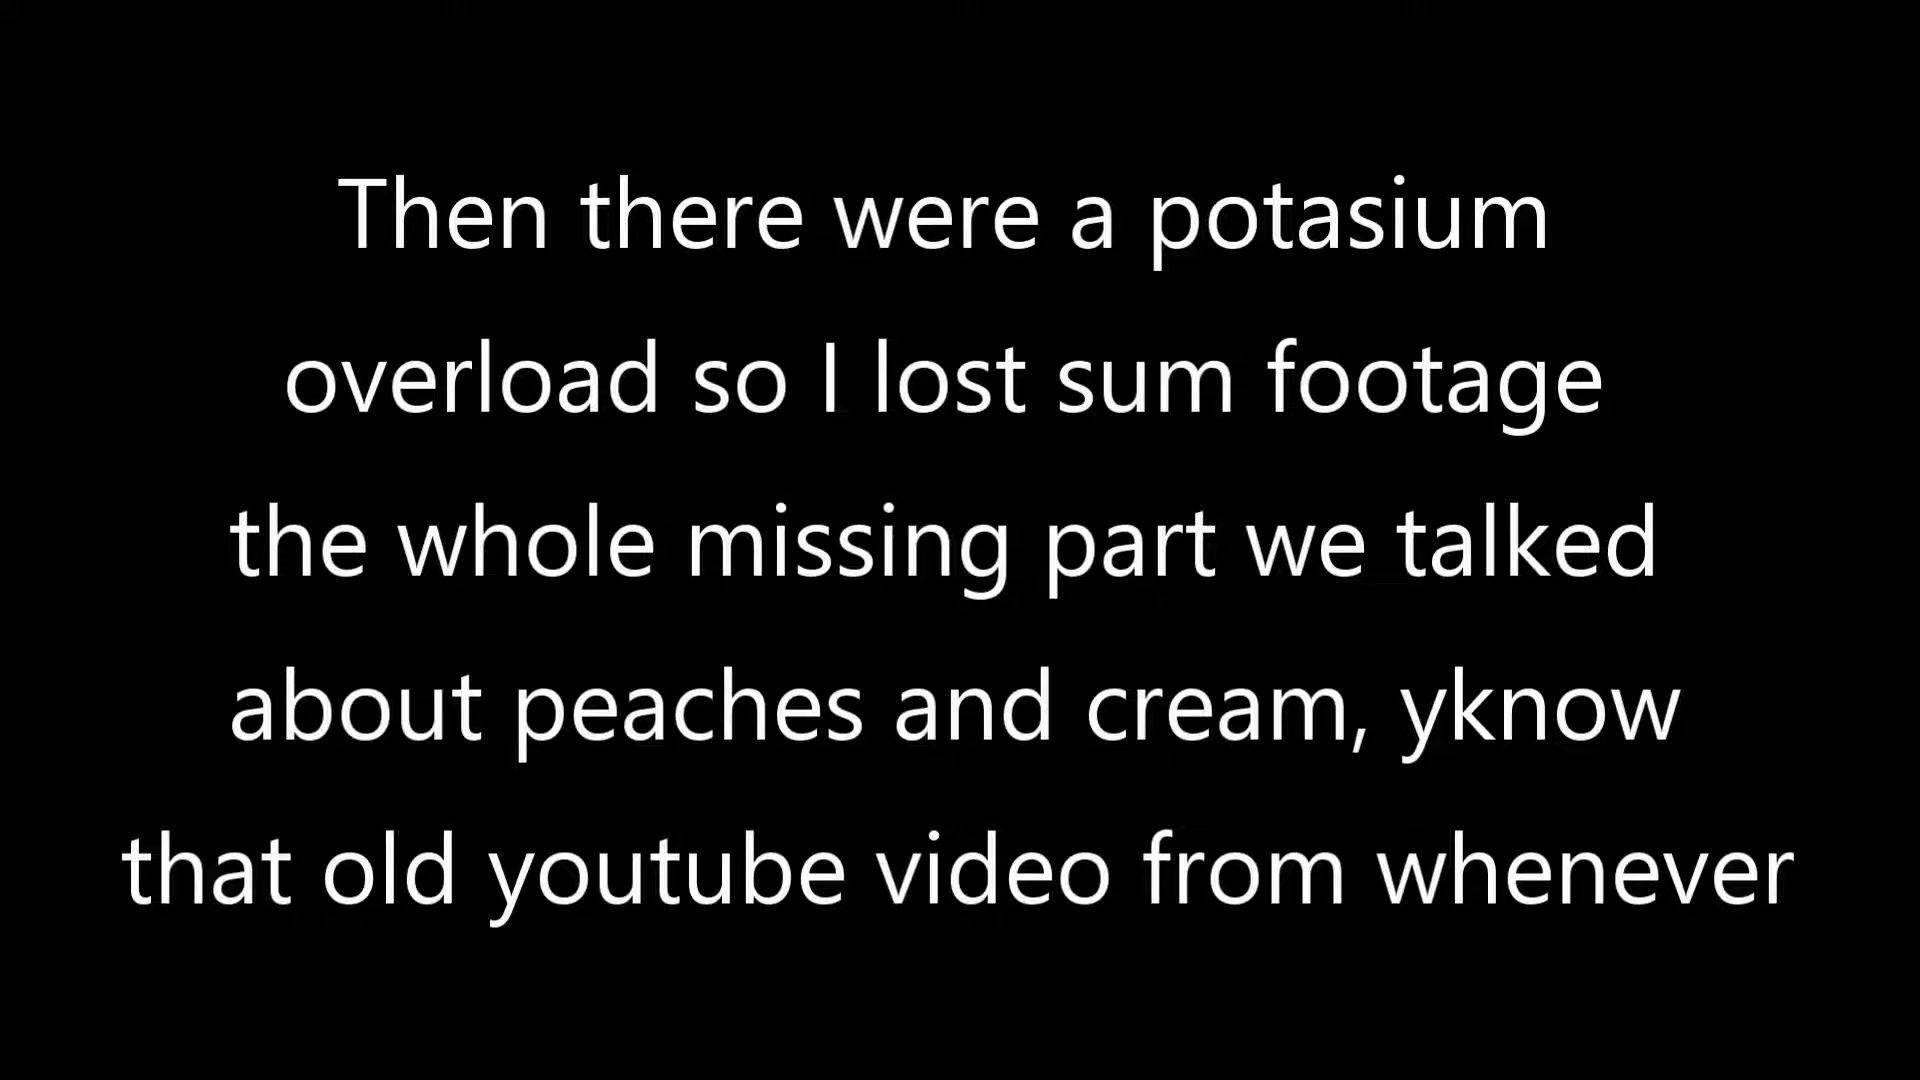 Then there were a potasium
overload so I lost sum footage
the whole missing part we talked
about peaches and cream, yknow
that old youtube video from whenever